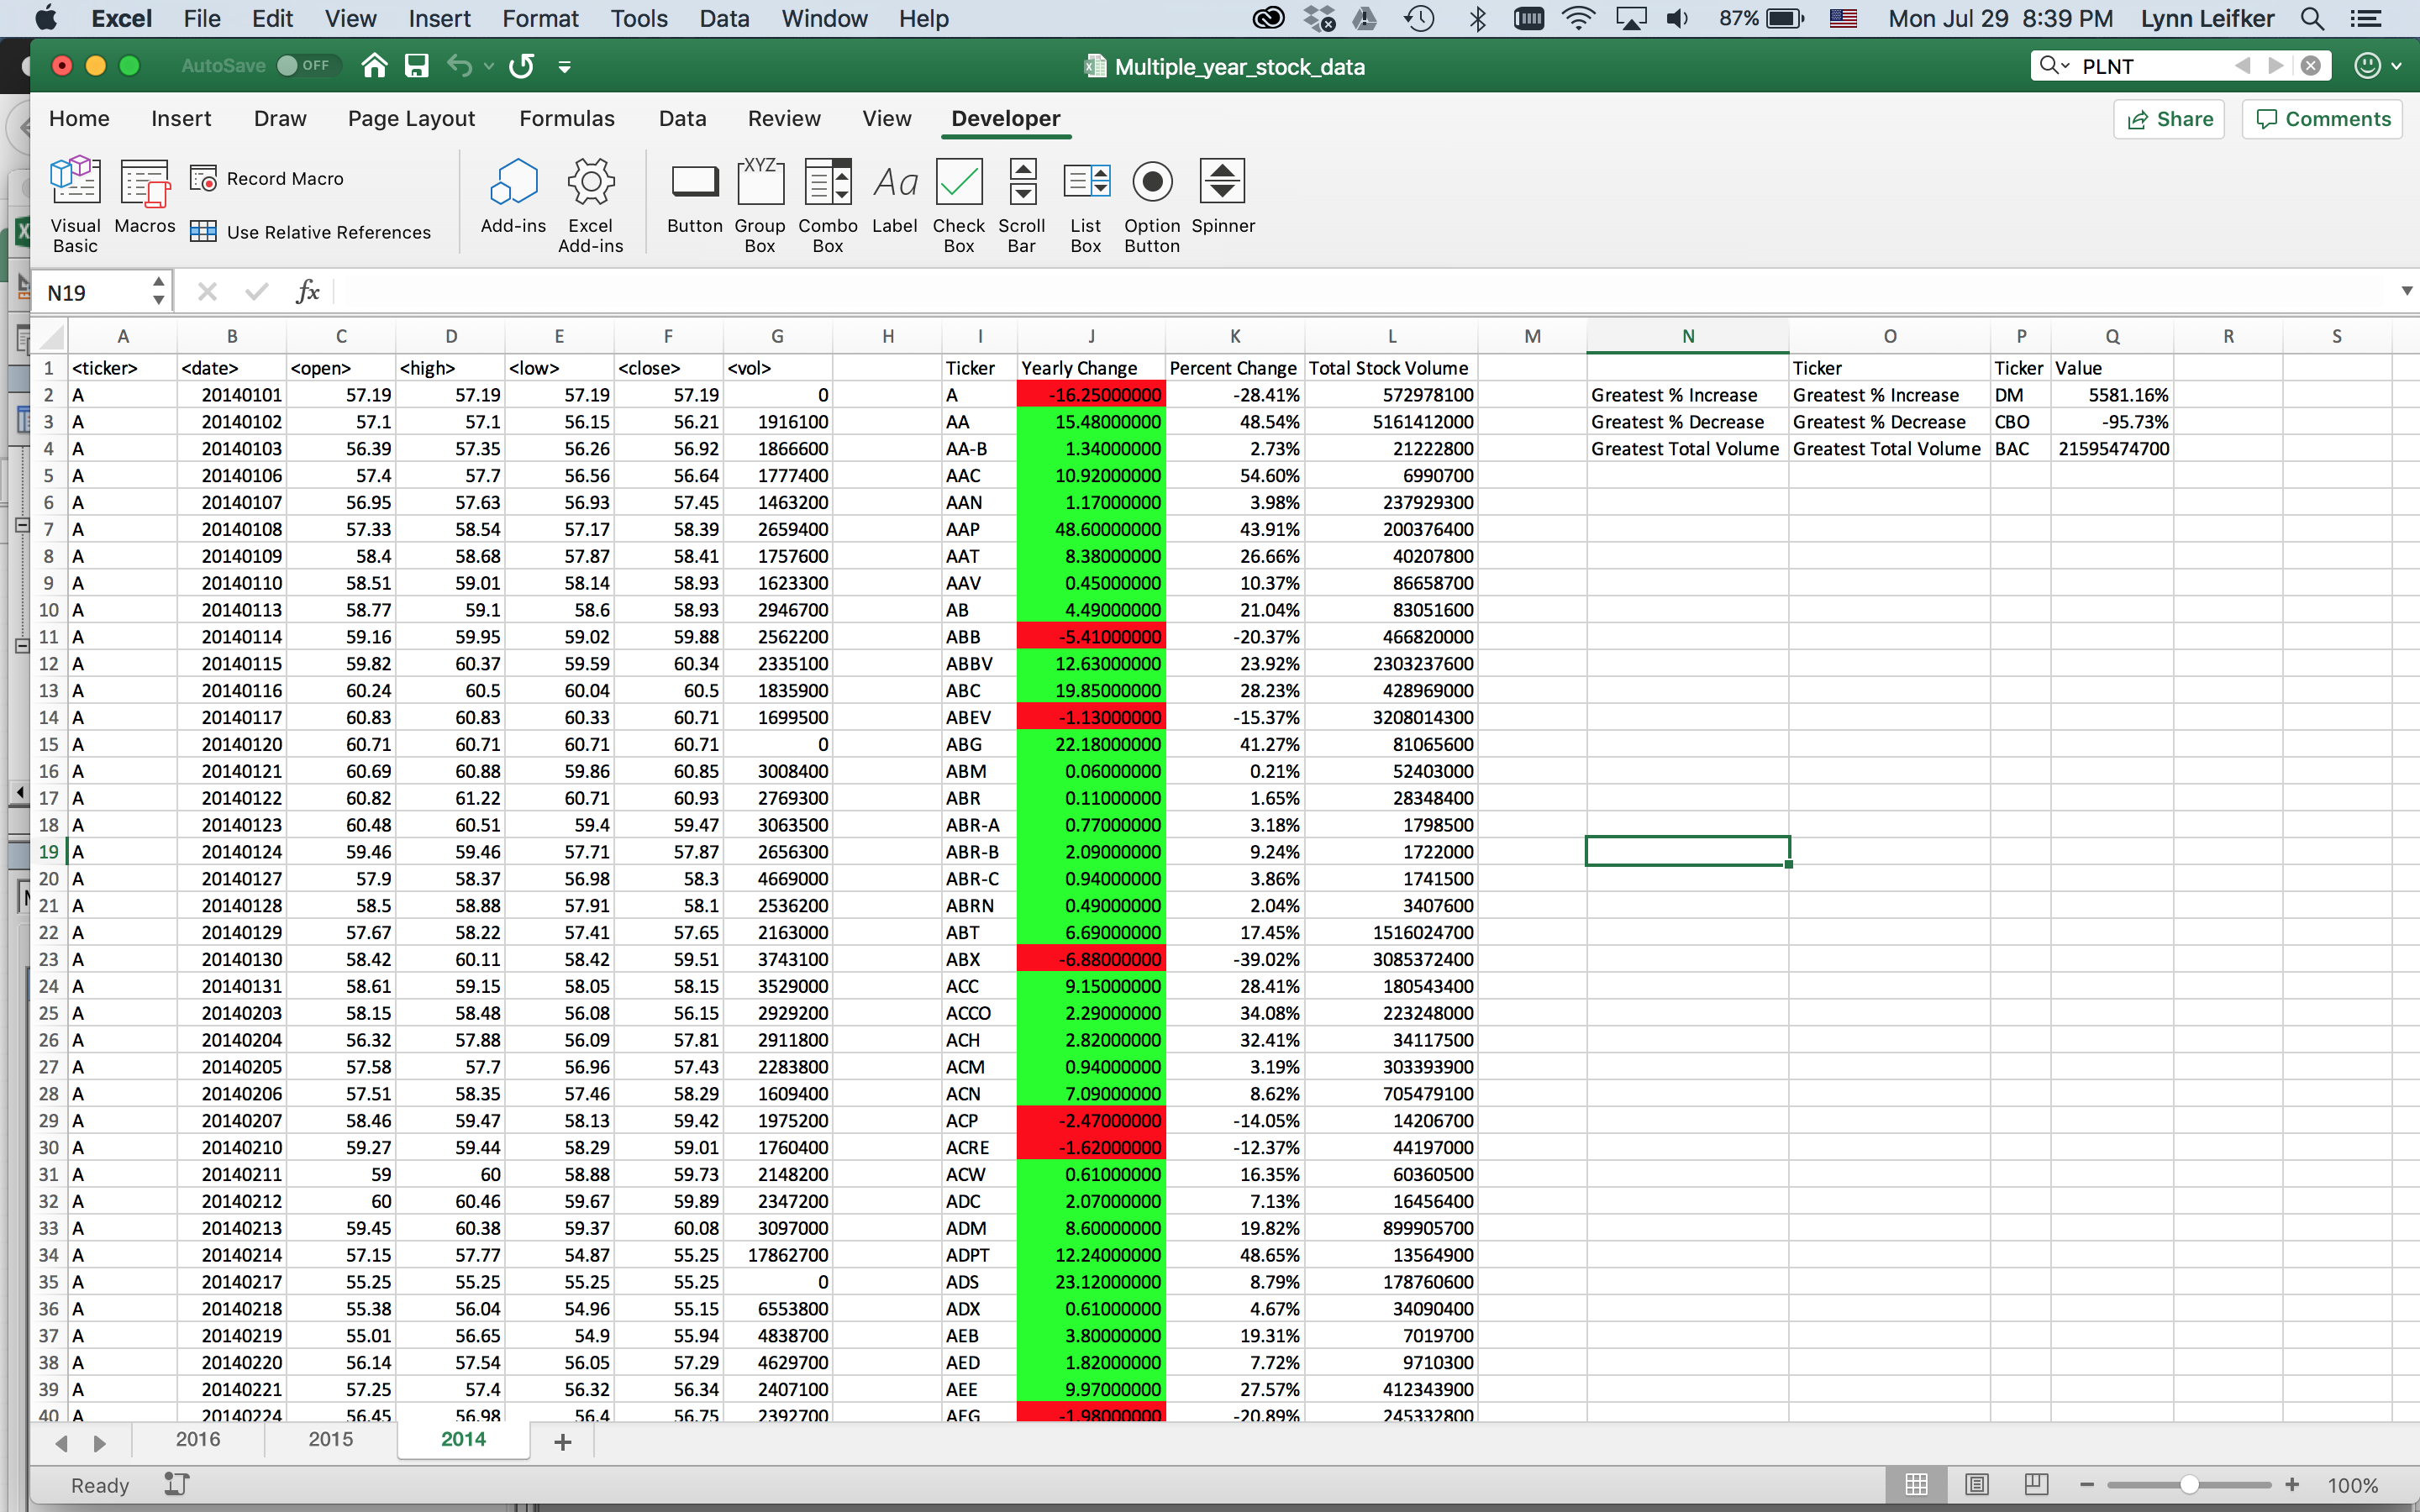 Excel File Edit View Insert Format Tools Data Window Help 87% Mon Jul 29 8:39 PM Lynn Leifker
AutoSave OFF Multiple_year_stock_data PLNT
Home Insert Draw Page Layout Formulas Data Review View Developer Share Comments
Visual Basic Macros Record Macro Use Relative References Add-ins Excel Add-ins Button Group Box Combo Box Label Check Box Scroll Bar List Box Option Button Spinner
XYZ Aa
N19 fx
A B C D E F G H I J K L M N O P Q R S
1 <ticker> <date> <open> <high> <low> <close> <vol> Ticker Yearly Change Percent Change Total Stock Volume Ticker Ticker Value
2 A 20140101 57.19 57.19 57.19 57.19 0 A -16.25000000 -28.41% 572978100 Greatest % Increase Greatest % Increase DM 5581.16%
3 A 20140102 57.1 57.1 56.15 56.21 1916100 AA 15.48000000 48.54% 5161412000 Greatest % Decrease Greatest % Decrease CBO -95.73%
4 A 20140103 56.39 57.35 56.26 56.92 1866600 AA-B 1.34000000 2.73% 21222800 Greatest Total Volume Greatest Total Volume BAC 21595474700
5 A 20140106 57.4 57.7 56.56 56.64 1777400 AAC 10.92000000 54.60% 6990700
6 A 20140107 56.95 57.63 56.93 57.45 1463200 AAN 1.17000000 3.98% 237929300
7 A 20140108 57.33 58.54 57.17 58.39 2659400 AAP 48.60000000 43.91% 200376400
8 A 20140109 58.4 58.68 57.87 58.41 1757600 AAT 8.38000000 26.66% 40207800
9 A 20140110 58.51 59.01 58.14 58.93 1623300 AAV 0.45000000 10.37% 86658700
10 A 20140113 58.77 59.1 58.6 58.93 2946700 AB 4.49000000 21.04% 83051600
11 A 20140114 59.16 59.95 59.02 59.88 2562200 ABB -5.41000000 -20.37% 466820000
12 A 20140115 59.82 60.37 59.59 60.34 2335100 ABBV 12.63000000 23.92% 2303237600
13 A 20140116 60.24 60.5 60.04 60.5 1835900 ABC 19.85000000 28.23% 428969000
14 A 20140117 60.83 60.83 60.33 60.71 1699500 ABEV -1.13000000 -15.37% 3208014300
15 A 20140120 60.71 60.71 60.71 60.71 0 ABG 22.18000000 41.27% 81065600
16 A 20140121 60.69 60.88 59.86 60.85 3008400 ABM 0.06000000 0.21% 52403000
17 A 20140122 60.82 61.22 60.71 60.93 2769300 ABR 0.11000000 1.65% 28348400
18 A 20140123 60.48 60.51 59.4 59.47 3063500 ABR-A 0.77000000 3.18% 1798500
19 A 20140124 59.46 59.46 57.71 57.87 2656300 ABR-B 2.09000000 9.24% 1722000
20 A 20140127 57.9 58.37 56.98 58.3 4669000 ABR-C 0.94000000 3.86% 1741500
21 A 20140128 58.5 58.88 57.91 58.1 2536200 ABRN 0.49000000 2.04% 3407600
22 A 20140129 57.67 58.22 57.41 57.65 2163000 ABT 6.69000000 17.45% 1516024700
23 A 20140130 58.42 60.11 58.42 59.51 3743100 ABX -6.88000000 -39.02% 3085372400
24 A 20140131 58.61 59.15 58.05 58.15 3529000 ACC 9.15000000 28.41% 180543400
25 A 20140203 58.15 58.48 56.08 56.15 2929200 ACCO 2.29000000 34.08% 223248000
26 A 20140204 56.32 57.88 56.09 57.81 2911800 ACH 2.82000000 32.41% 34117500
27 A 20140205 57.58 57.7 56.96 57.43 2283800 ACM 0.94000000 3.19% 303393900
28 A 20140206 57.51 58.35 57.46 58.29 1609400 ACN 7.09000000 8.62% 705479100
29 A 20140207 58.46 59.47 58.13 59.42 1975200 ACP -2.47000000 -14.05% 14206700
30 A 20140210 59.27 59.44 58.29 59.01 1760400 ACRE -1.62000000 -12.37% 44197000
31 A 20140211 59 60 58.88 59.73 2148200 ACW 0.61000000 16.35% 60360500
32 A 20140212 60 60.46 59.67 59.89 2347200 ADC 2.07000000 7.13% 16456400
33 A 20140213 59.45 60.38 59.37 60.08 3097000 ADM 8.60000000 19.82% 899905700
34 A 20140214 57.15 57.77 54.87 55.25 17862700 ADPT 12.24000000 48.65% 13564900
35 A 20140217 55.25 55.25 55.25 55.25 0 ADS 23.12000000 8.79% 178760600
36 A 20140218 55.38 56.04 54.96 55.15 6553800 ADX 0.61000000 4.67% 34090400
37 A 20140219 55.01 56.65 54.9 55.94 4838700 AEB 3.80000000 19.31% 7019700
38 A 20140220 56.14 57.54 56.05 57.29 4629700 AED 1.82000000 7.72% 9710300
39 A 20140221 57.25 57.4 56.32 56.34 2407100 AEE 9.97000000 27.57% 412343900
40 A 20140224 56.45 56.98 56.4 56.75 2392700 AEG -1.98000000 -20.89% 245332800
2016 2015 2014
Ready 100%